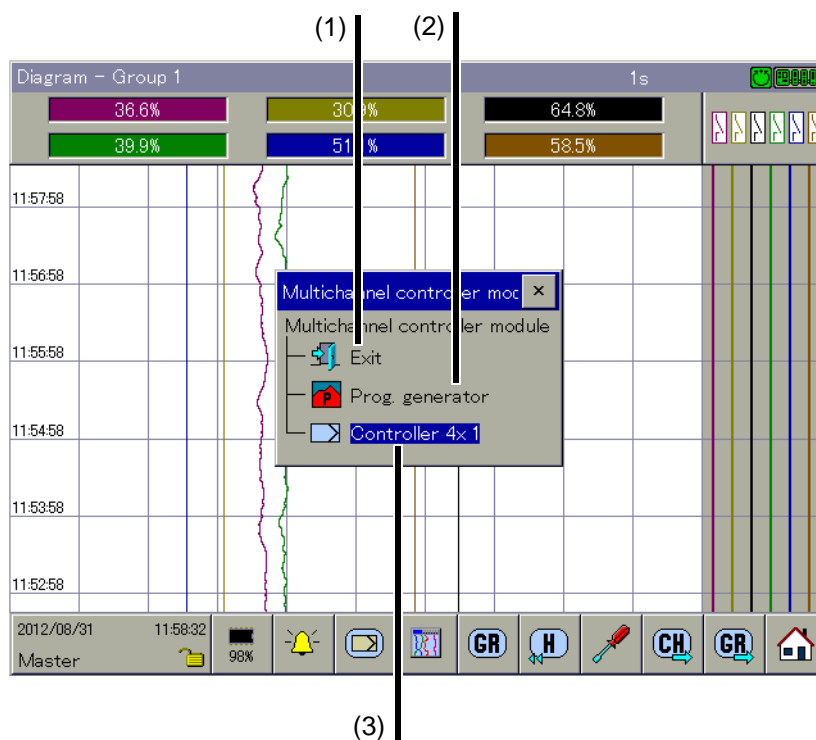 (1) (2)
Diagram - Group 1 1s
36.6% 64.8%
39.9% 58.5%
11:57:58
11:56:58
Multichannel controller ×
Multichannel controller module
11:55:58
Exit
Prog. generator
P
11:54:58
Controller 4x 1
11:53:58
11:52:58
2012/08/31 11:58:32
Master
98%
GR
H
CH
GR
(3)